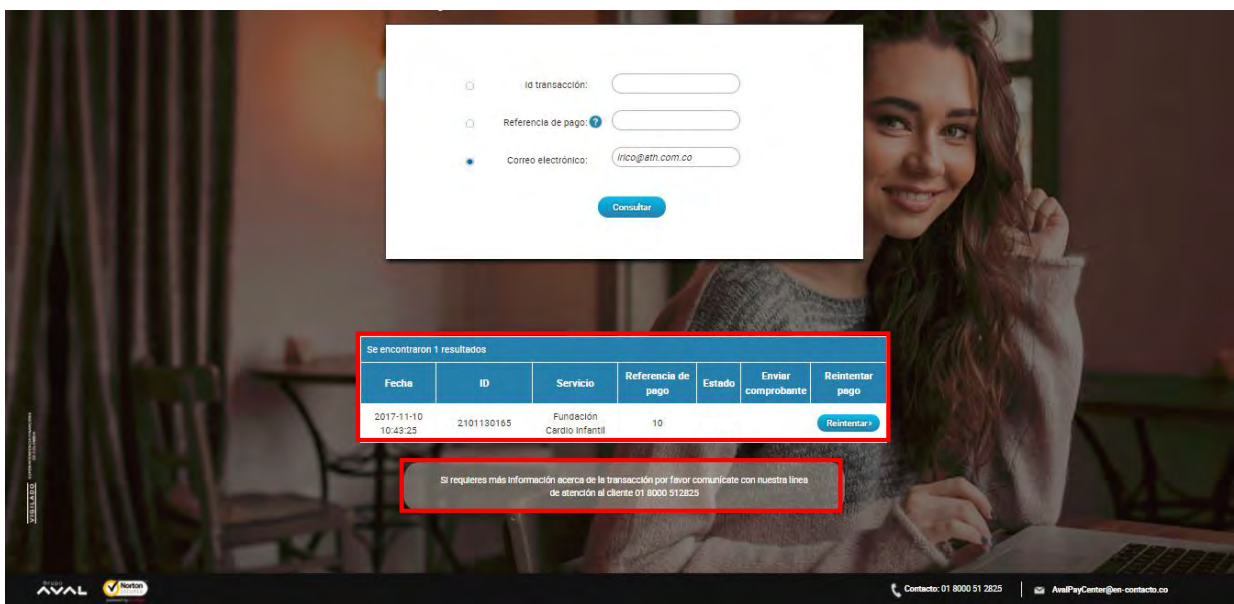 Id transacción:
Referencia de pago: ?
Correo electrónico: lrico@ath.com.co
Consultar
Se encontraron 1 resultados
Fecha ID Servicio Referencia de pago Estado Enviar comprobante Reintentar pago
2017-11-10 10:43:25 2101130165 Fundación Cardio Infantil 10 Reintentar›
Si requieres más información acerca de la transacción por favor comunícate con nuestra línea
de atención al cliente 01 8000 512825
VIGILADO
Grupo
AVAL
Norton
Contacto: 01 8000 51 2825
AvalPayCenter@en-contacto.co